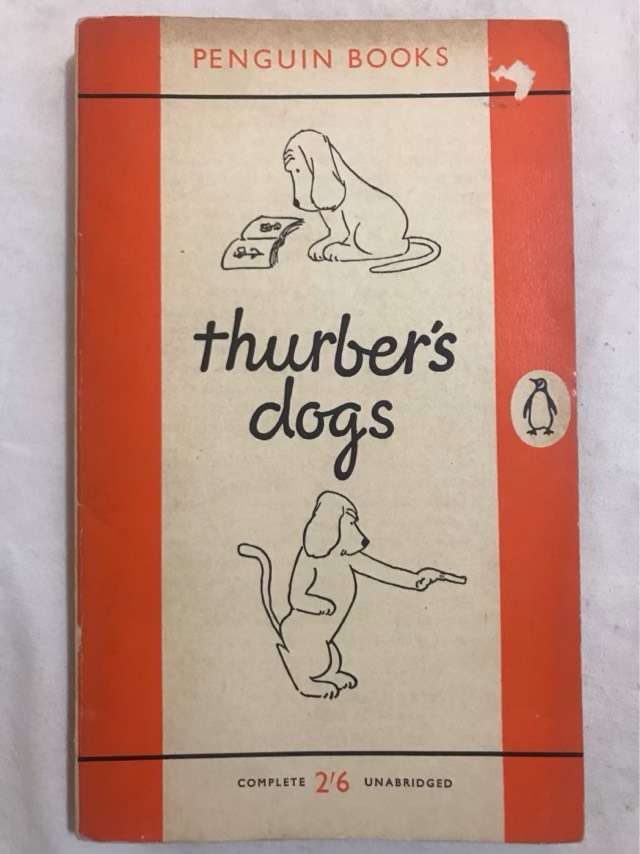 PENGUIN BOOKS
thurber's
dogs
COMPLETE 2'6 UNABRIDGED